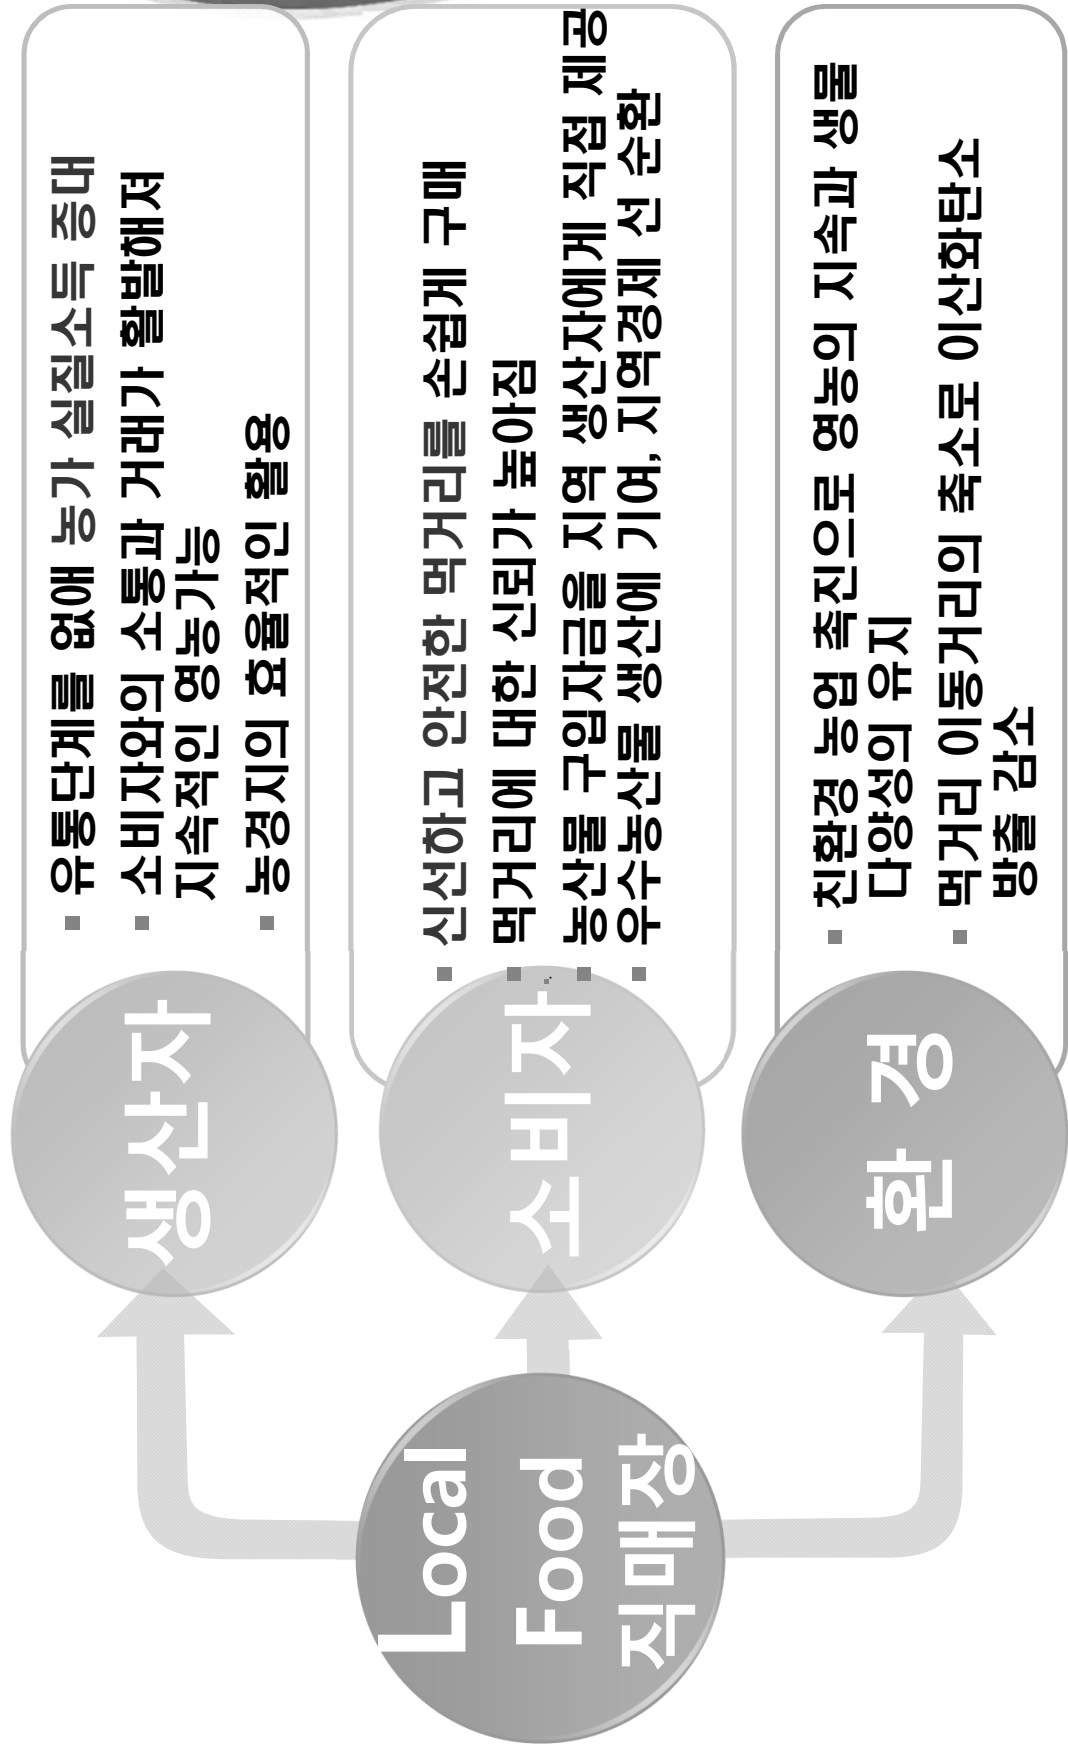 Local
Food
직매장
생산자
유통단계를 없애 농가 실질소득 증대
소비자와의 소통과 거래가 활발해져
지속적인 영농가능
농경지의 효율적인 활용
소비자
신선하고 안전한 먹거리를 손쉽게 구매
먹거리에 대한 신뢰가 높아짐
농산물 구입자금을 지역 생산자에게 직접 제공
우수농산물 생산에 기여, 지역경제 선 순환
환 경
친환경 농업 촉진으로 영농의 지속과 생물
다양성의 유지
먹거리 이동거리의 축소로 이산화탄소
방출 감소